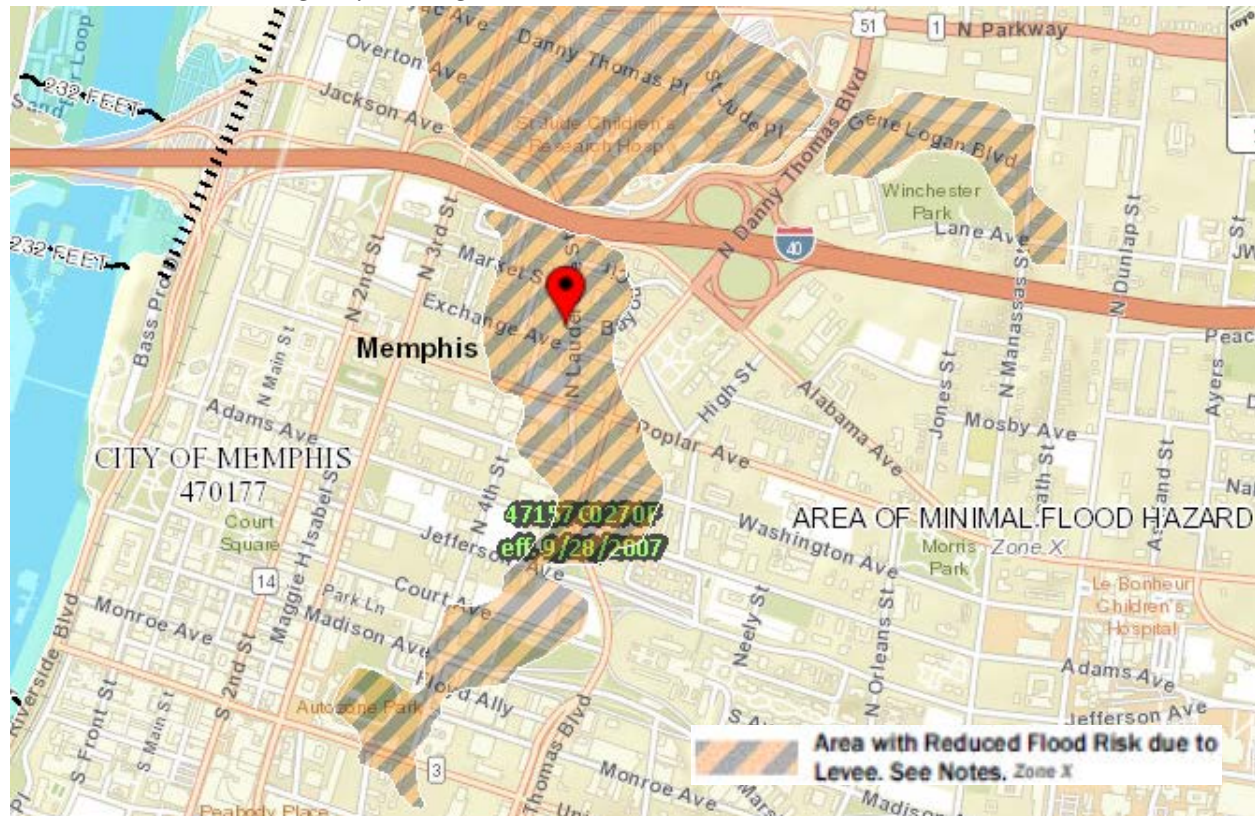 Overton Ave
Danny Thomas Pl
St Jude Pl
51
1
N Parkway
Loop
232 FEET
Jackson Ave
St Jude Children's
Research Hosp
N Danny Thomas Blvd
Gene Logan Blvd
Winchester
Park
Lane Ave
N Dunlap St
232 FEET
N 2nd St
N 3rd St
Market S
Exchange Ave
40
N Manassas St
Bass Pro
N Main St
Memphis
N Laude
High St
Alabama Ave
Jones St
Mosby Ave
Ayers
Peac
Adams Ave
Poplar Ave
CITY OF MEMPHIS
470177
Court
Square
N 4th St
47157C0270F
eff. 9/28/2007
Jefferson Ave
Washington Ave
AREA OF MINIMAL FLOOD HAZARD
Zone X
Morris
Park
Ashland St
Le Bonheur
Children's
Hospital
14
Maggie H Isabel S
Park Ln
Court Ave
Madison Ave
Monroe Ave
Neely St
N Orleans St
Adams Ave
Riverside Blvd
S Front St
S Main St
S 2nd St
Autozone Park
Floyd Ally
3
Thomas Blvd
Jefferson Ave
Area with Reduced Flood Risk due to
Levee. See Notes. Zone X
Monroe Ave
Madison
Peabody Place